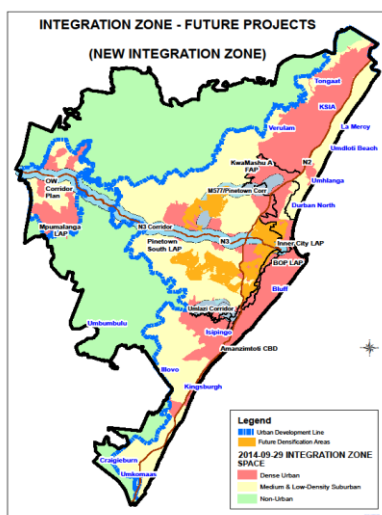 INTEGRATION ZONE - FUTURE PROJECTS
(NEW INTEGRATION ZONE)
Tongaat
KSIA
La Mercy
Verulam
Umdloti Beach
KwaMashu A
FAP
N2
OW
Corridor
Plan
M577/Pinetown Corr
Umhlanga
Durban North
Mpumalanga
LAP
N3 Corridor
Pinetown
South LAP
N3
Inner City LAP
BOP LAP
Bluff
Umlazi Corridor
Umbumbulu
Isipingo
Amanzimtoti CBD
Illovo
Kingsburgh
Craigieburn
Umkomaas
Legend
Urban Development Line
Future Densification Areas
2014-09-29 INTEGRATION ZONE
SPACE
Dense Urban
Medium & Low-Density Suburban
Non-Urban